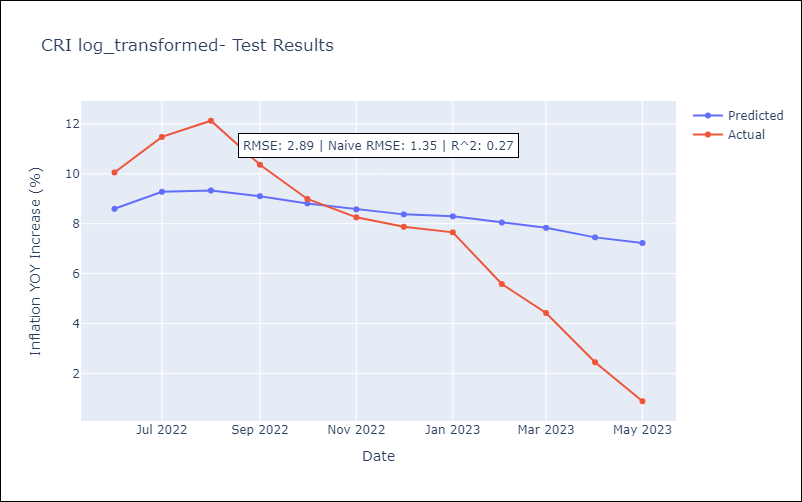 CRI log_transformed- Test Results
Predicted
Actual
RMSE: 2.89 | Naive RMSE: 1.35 | R^2: 0.27
Inflation YOY Increase (%)
12
10
8
6
4
2
Jul 2022
Sep 2022
Nov 2022
Jan 2023
Mar 2023
May 2023
Date